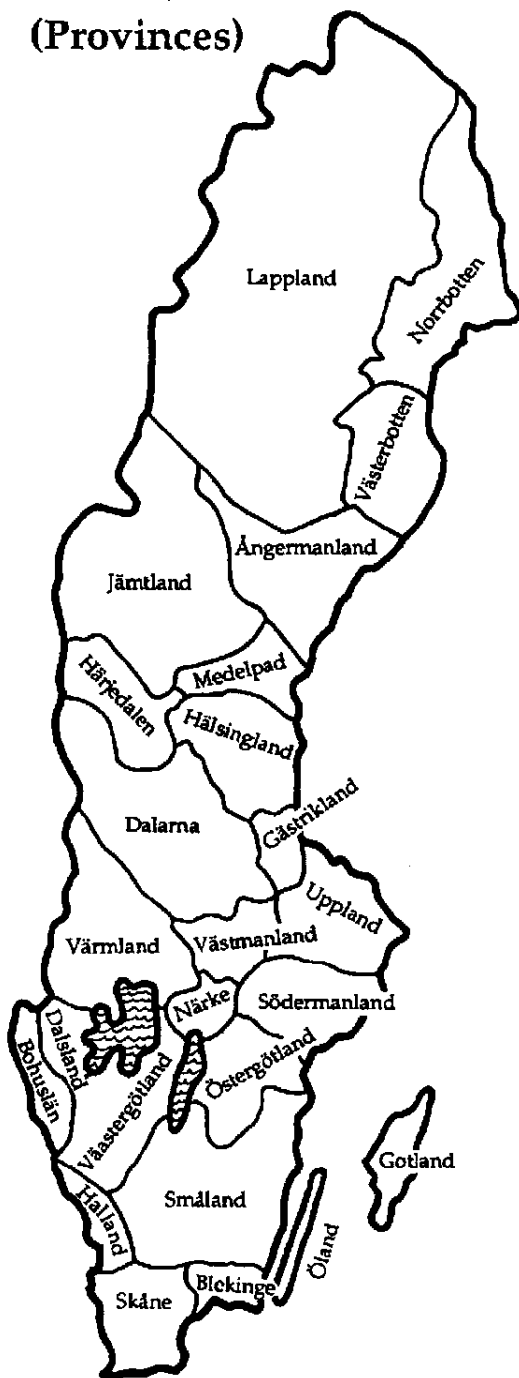 (Provinces)
Lappland
Norrbotten
Västerbotten
Ångermanland
Jämtland
Medelpad
Härjedalen
Hälsingland
Gästrikland
Dalarna
Uppland
Värmland
Västmanland
Närke
Södermanland
Dalsland
Bohuslän
Väastergötland
Östergötland
Gotland
Småland
Halland
Öland
Blekinge
Skåne